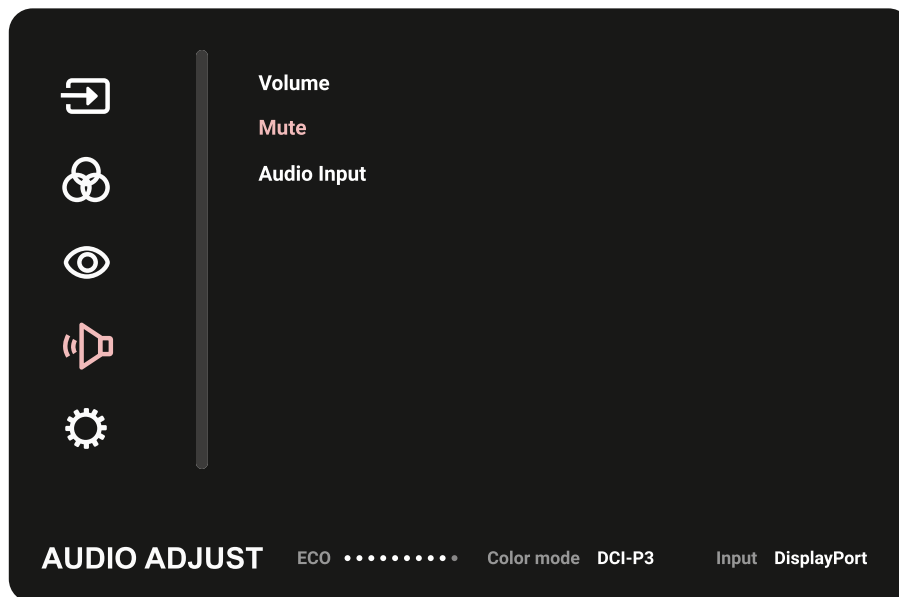 Volume
Mute
Audio Input
AUDIO ADJUST ECO Color mode DCI-P3 Input DisplayPort